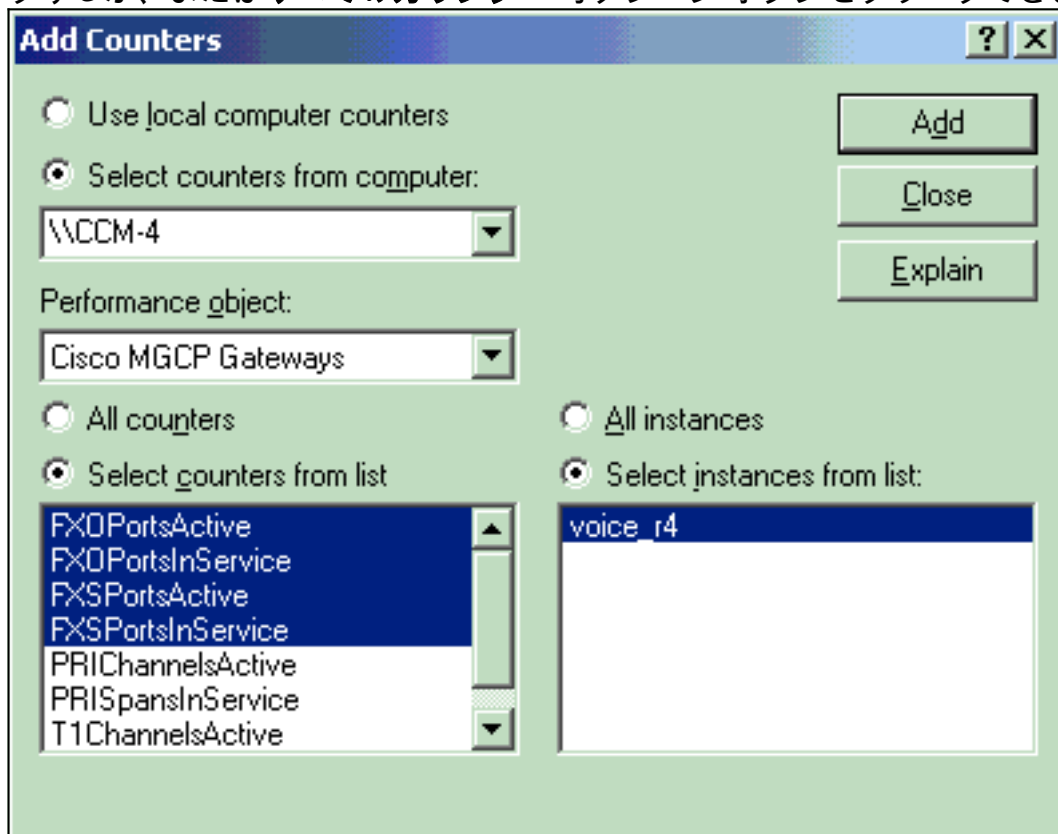 Add Counters
Use local computer counters
Select counters from computer:
\\CCM-4
Performance object:
Cisco MGCP Gateways
All counters
Select counters from list
FXOPortsActive
FXOPortsInService
FXSPortsActive
FXSPortsInService
PRIChannelsActive
PRISpansInService
T1ChannelsActive
All instances
Select instances from list:
voice_r4
Add
Close
Explain